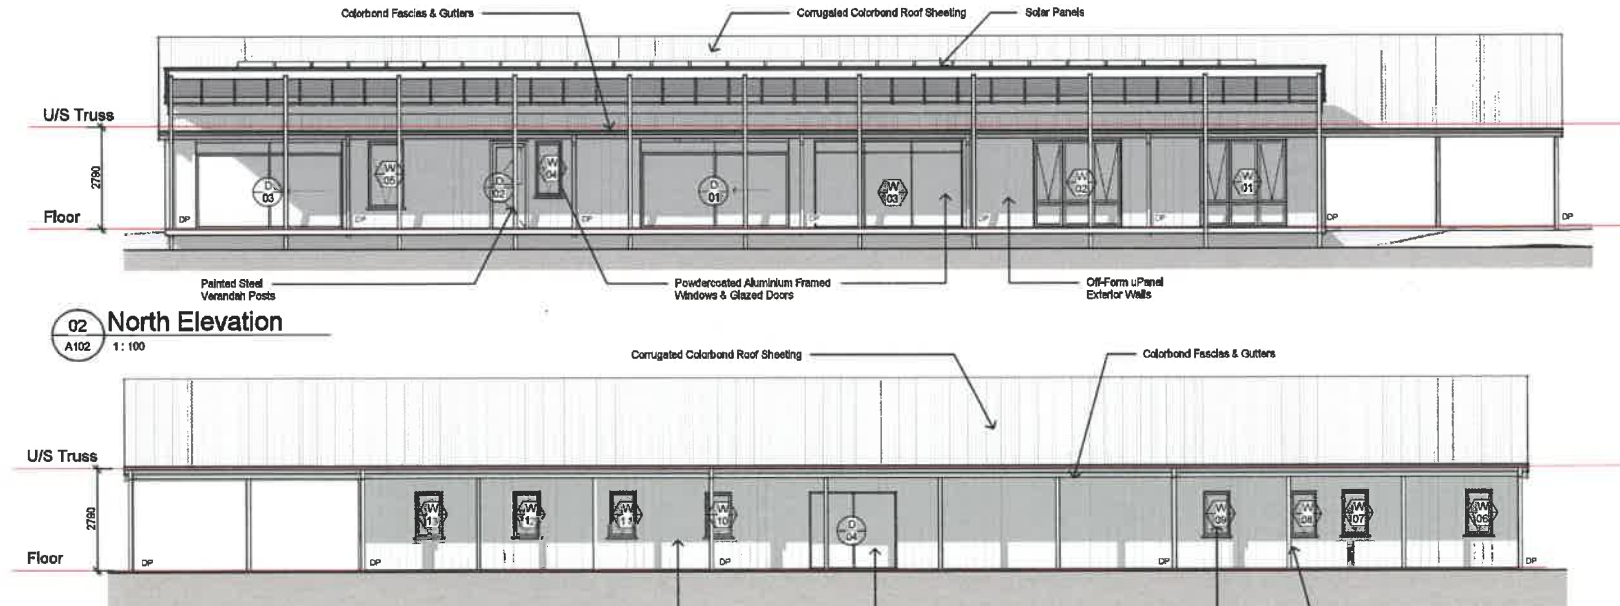 Colorbond Fascias & Gutters
Corrugated Colorbond Roof Sheeting
Solar Panels
U/S Truss
2790
Floor
D
03
W
05
D
02
W
04
D
01
W
03
W
02
W
01
DP
DP
DP
DP
DP
DP
DP
DP
Painted Steel
Verandah Posts
Powdercoated Aluminium Framed
Windows & Glazed Doors
Off-Form uPanel
Exterior Walls
02
A102
North Elevation
1 : 100
Corrugated Colorbond Roof Sheeting
Colorbond Fascias & Gutters
U/S Truss
2790
Floor
W
13
W
12
W
11
W
10
D
04
W
09
W
08
W
07
W
06
DP
DP
DP
DP
DP